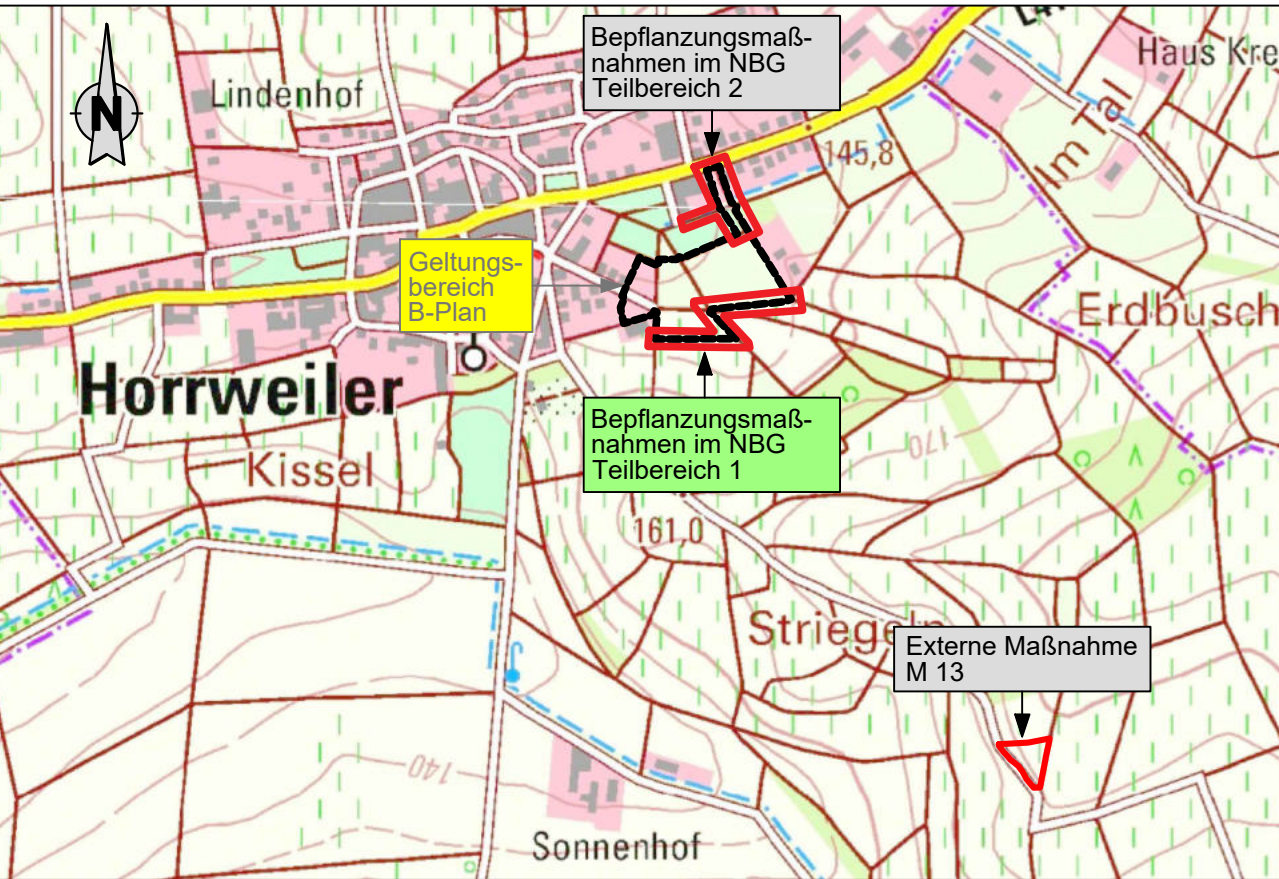 L41
Bepflanzungsmaß-
nahmen im NBG
Teilbereich 2
Haus Kre
Lindenhof
N
Im Tal
145,8
Geltungs-
bereich
B-Plan
Erdbusch
Horrweiler
Bepflanzungsmaß-
nahmen im NBG
Teilbereich 1
Kissel
170
161,0
Striegeln
Externe Maßnahme
M 13
140
Sonnenhof